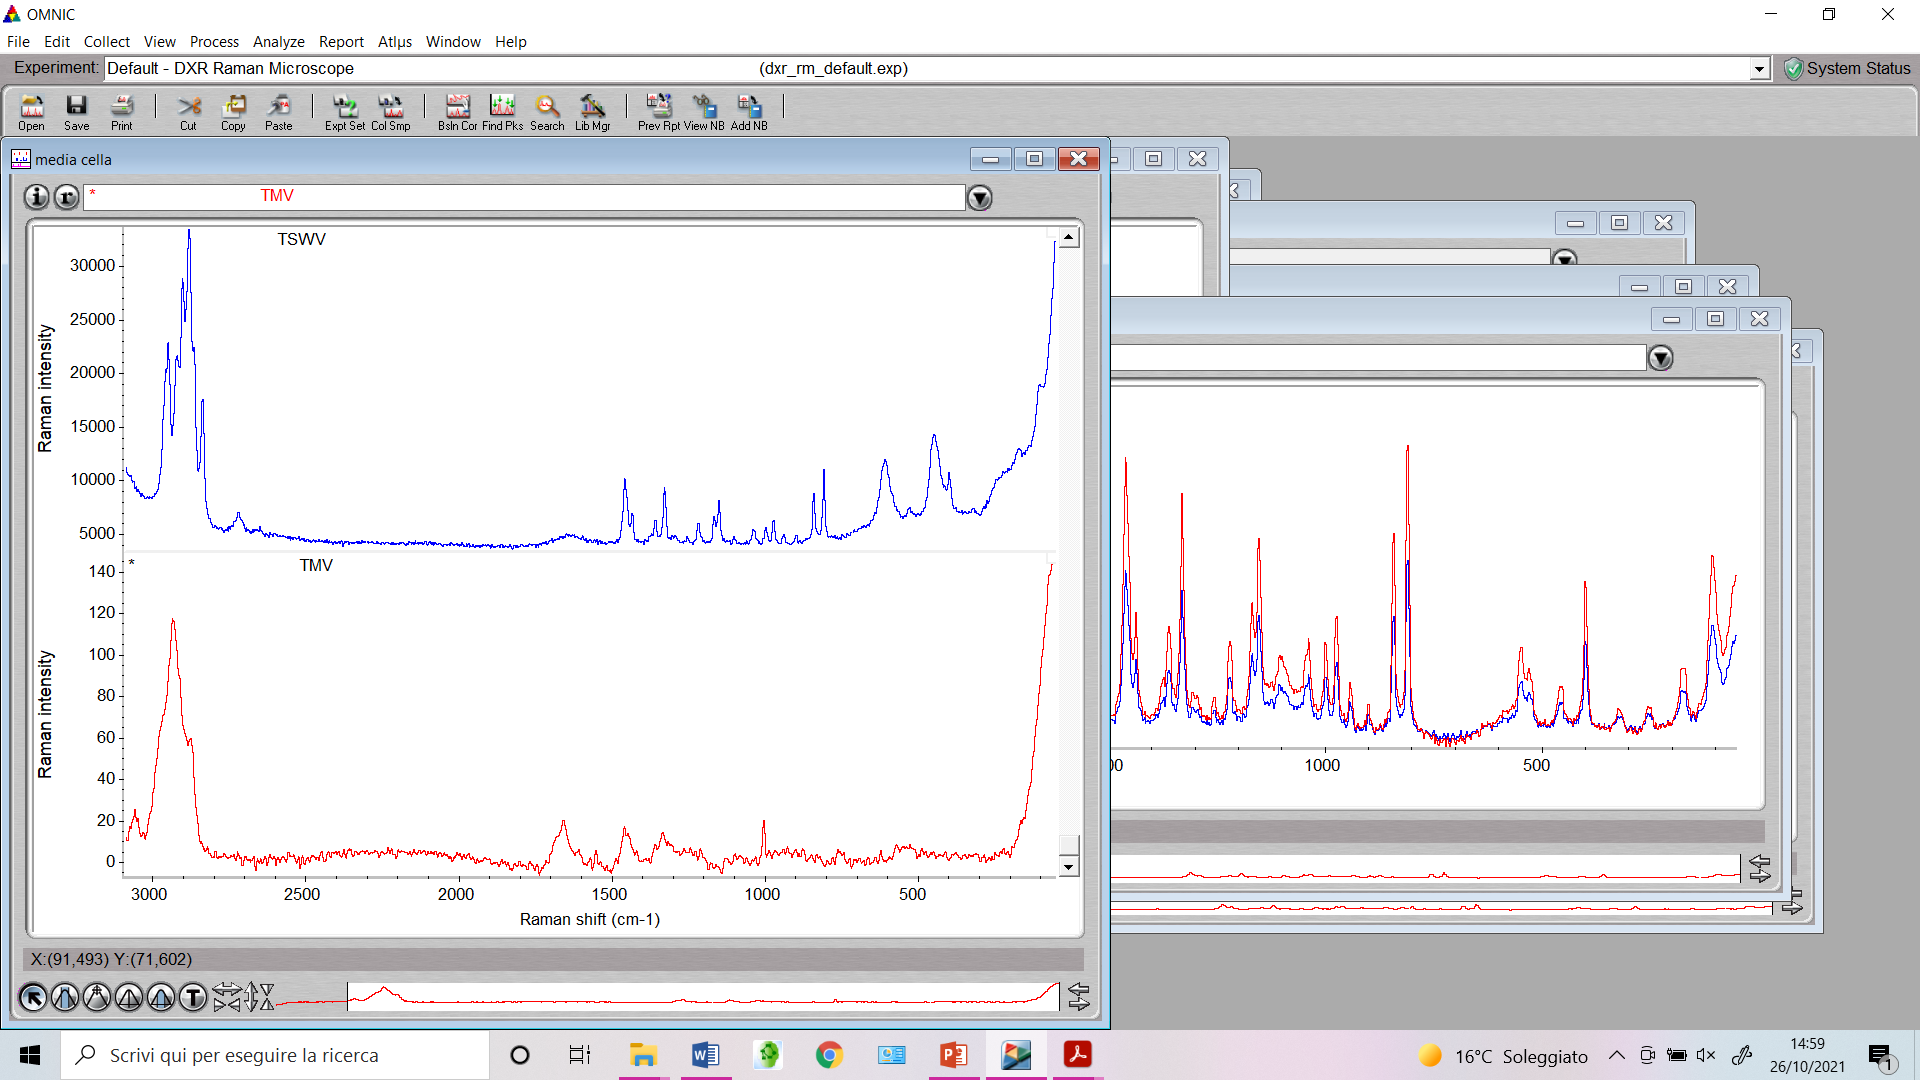 OMNIC
File Edit Collect View Process Analyze Report Atlµs Window Help
Experiment: Default - DXR Raman Microscope (dxr_rm_default.exp) System Status
Open Save Print Cut Copy Paste Expt Set Col Smp Bsln Cor Find Pks Search Lib Mgr Prev Rpt View NB Add NB
media cella
* TMV
TSWV
Raman intensity
30000
25000
20000
15000
10000
5000
* TMV
Raman intensity
140
120
100
80
60
40
20
0
3000 2500 2000 1500 1000 500
Raman shift (cm-1)
1000 500
X:(91,493) Y:(71,602)
T
Scrivi qui per eseguire la ricerca
16°C Soleggiato
14:59
26/10/2021
1